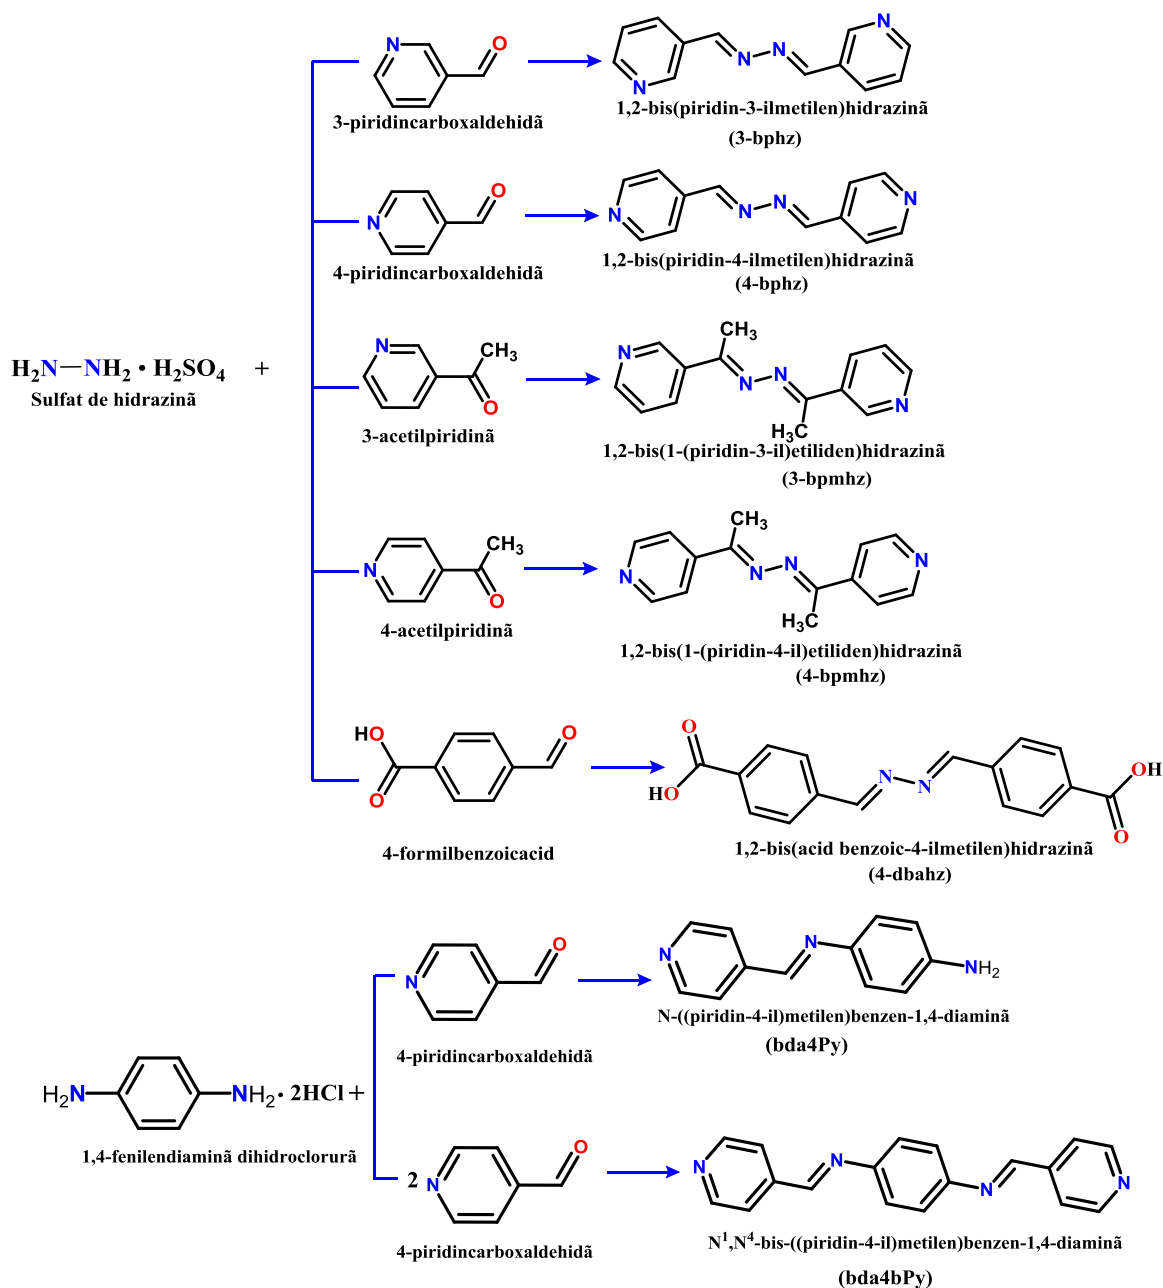 N
O
3-piridincarboxaldehidã
N
N
N
N
1,2-bis(piridin-3-ilmetilen)hidrazinã
(3-bphz)
N
O
4-piridincarboxaldehidã
N
N
N
N
1,2-bis(piridin-4-ilmetilen)hidrazinã
(4-bphz)
H₂N—NH₂ • H₂SO₄ +
Sulfat de hidrazinã
N
CH₃
O
3-acetilpiridinã
N
CH₃
N
N
H₃C
N
1,2-bis(1-(piridin-3-il)etiliden)hidrazinã
(3-bpmhz)
N
CH₃
O
4-acetilpiridinã
N
CH₃
N
N
H₃C
N
1,2-bis(1-(piridin-4-il)etiliden)hidrazinã
(4-bpmhz)
HO
O
O
4-formilbenzoicacid
O
HO
N
N
OH
O
1,2-bis(acid benzoic-4-ilmetilen)hidrazinã
(4-dbahz)
N
O
4-piridincarboxaldehidã
N
N
NH₂
N-((piridin-4-il)metilen)benzen-1,4-diaminã
(bda4Py)
H₂N
NH₂• 2HCl +
1,4-fenilendiaminã dihidroclorurã
2
N
O
4-piridincarboxaldehidã
N
N
N
N
N¹,N⁴-bis-((piridin-4-il)metilen)benzen-1,4-diaminã
(bda4bPy)